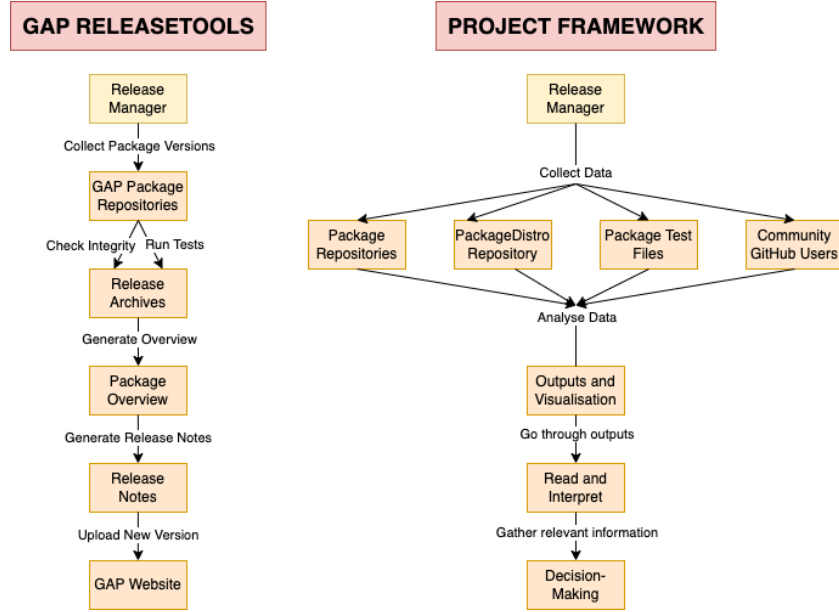 GAP RELEASETOOLS
Release
Manager
Collect Package Versions
GAP Package
Repositories
Check Integrity
Run Tests
Release
Archives
Generate Overview
Package
Overview
Generate Release Notes
Release
Notes
Upload New Version
GAP Website
PROJECT FRAMEWORK
Release
Manager
Collect Data
Package
Repositories
PackageDistro
Repository
Package Test
Files
Community
GitHub Users
Analyse Data
Outputs and
Visualisation
Go through outputs
Read and
Interpret
Gather relevant information
Decision-
Making